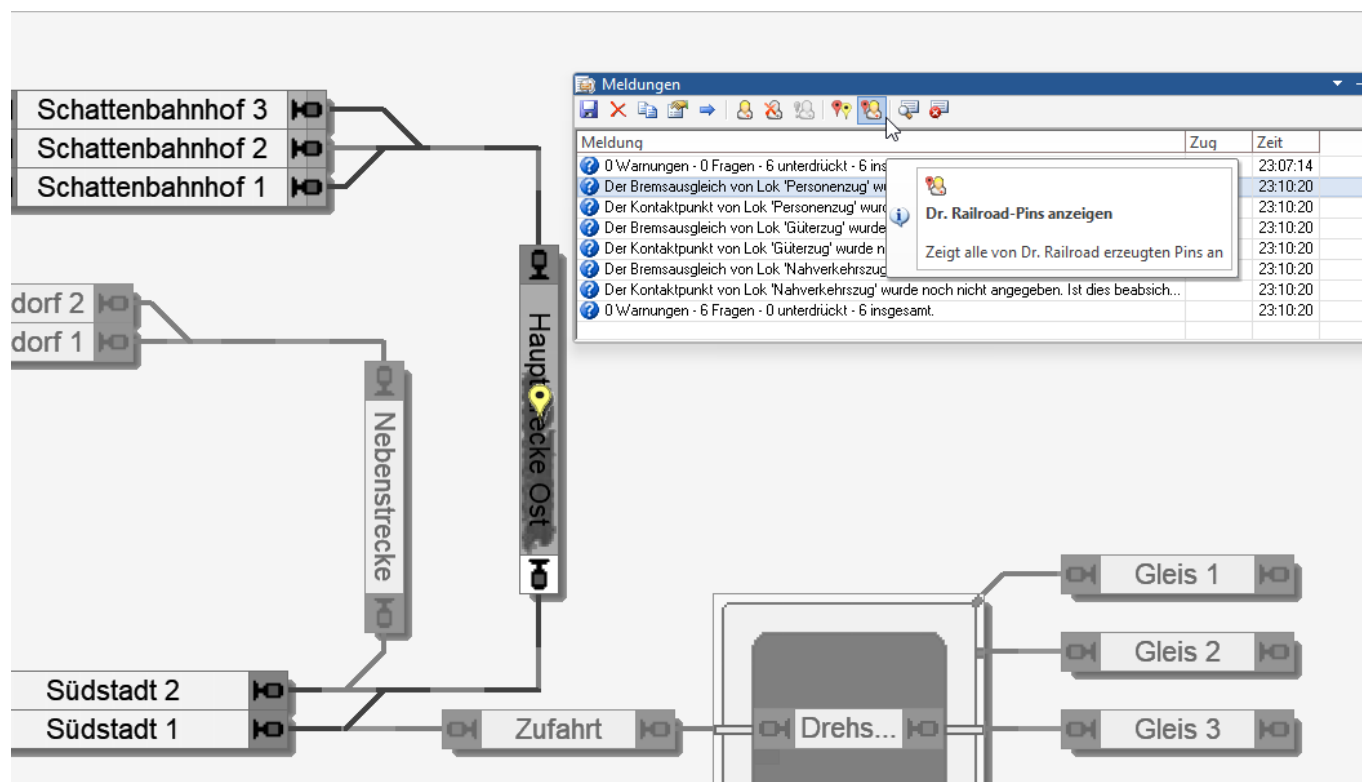 Meldungen
Meldung Zug Zeit
0 Warnungen - 0 Fragen - 6 unterdrückt - 6 ins 23:07:14
Der Bremsausgleich von Lok 'Personenzug' 23:10:20
Der Kontaktpunkt von Lok 'Personenzug' 23:10:20
Der Bremsausgleich von Lok 'Güterzug' wurde 23:10:20
Der Kontaktpunkt von Lok 'Güterzug' wurde n 23:10:20
Der Bremsausgleich von Lok 'Nahverkehrszug 23:10:20
Der Kontaktpunkt von Lok 'Nahverkehrszug' wurde noch nicht angegeben. Ist dies beabsich... 23:10:20
0 Warnungen - 6 Fragen - 0 unterdrückt - 6 insgesamt. 23:10:20
Dr. Railroad-Pins anzeigen
Zeigt alle von Dr. Railroad erzeugten Pins an
Schattenbahnhof 3
Schattenbahnhof 2
Schattenbahnhof 1
dorf 2
dorf 1
Nebenstrecke
Hauptstrecke Ost
Südstadt 2
Südstadt 1
Zufahrt
Drehs...
Gleis 1
Gleis 2
Gleis 3